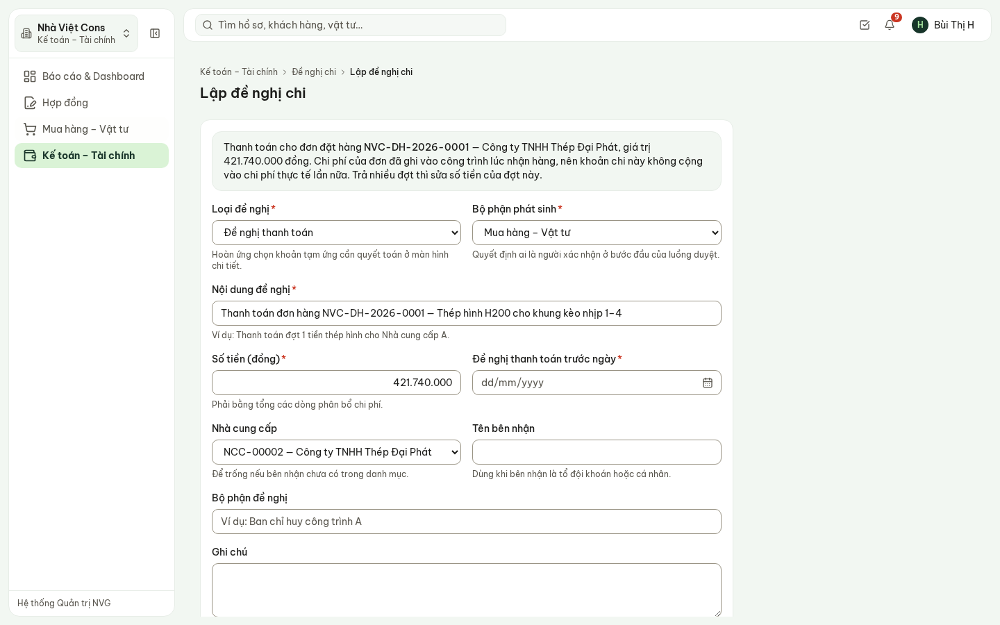 Nhà Việt Cons
Kế toán – Tài chính
Tìm hồ sơ, khách hàng, vật tư...
9
H
Bùi Thị H
Báo cáo & Dashboard
Hợp đồng
Mua hàng – Vật tư
Kế toán – Tài chính
Hệ thống Quản trị NVG
Kế toán – Tài chính > Đề nghị chi > Lập đề nghị chi
Lập đề nghị chi
Thanh toán cho đơn đặt hàng NVC-DH-2026-0001 — Công ty TNHH Thép Đại Phát, giá trị
421.740.000 đồng. Chi phí của đơn đã ghi vào công trình lúc nhận hàng, nên khoản chi này không cộng
vào chi phí thực tế lần nữa. Trả nhiều đợt thì sửa số tiền của đợt này.
Loại đề nghị *
Đề nghị thanh toán
Hoàn ứng chọn khoản tạm ứng cần quyết toán ở màn hình
chi tiết.
Bộ phận phát sinh *
Mua hàng – Vật tư
Quyết định ai là người xác nhận ở bước đầu của luồng duyệt.
Nội dung đề nghị *
Thanh toán đơn hàng NVC-DH-2026-0001 — Thép hình H200 cho khung kèo nhịp 1–4
Ví dụ: Thanh toán đợt 1 tiền thép hình cho Nhà cung cấp A.
Số tiền (đồng) *
421.740.000
Phải bằng tổng các dòng phân bổ chi phí.
Đề nghị thanh toán trước ngày *
dd/mm/yyyy
Nhà cung cấp
NCC-00002 — Công ty TNHH Thép Đại Phát
Để trống nếu bên nhận chưa có trong danh mục.
Tên bên nhận
Dùng khi bên nhận là tổ đội khoán hoặc cá nhân.
Bộ phận đề nghị
Ví dụ: Ban chỉ huy công trình A
Ghi chú